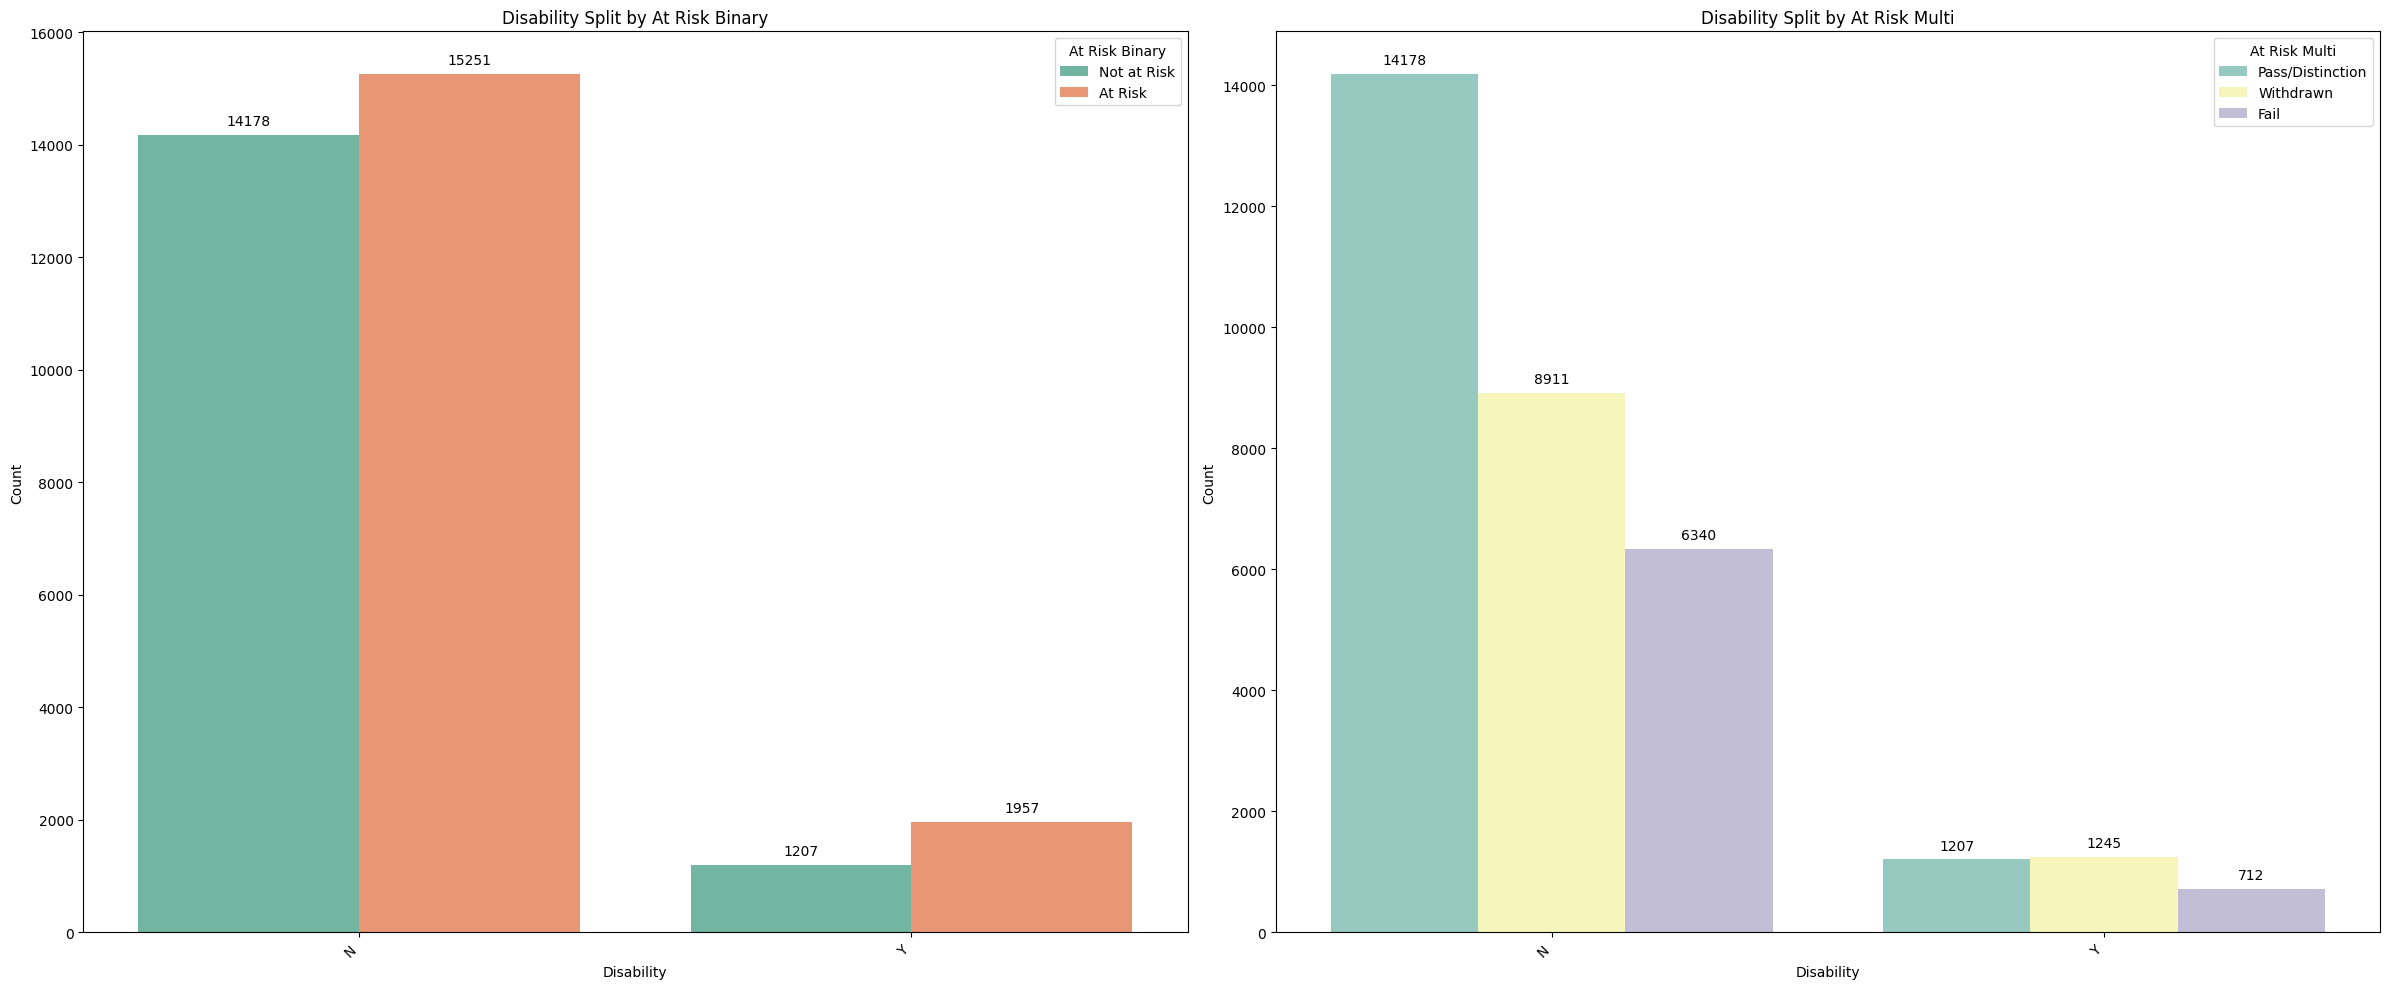 Disability Split by At Risk Binary
16000
14000
12000
10000
8000
6000
4000
2000
0
Count
15251
14178
1957
1207
At Risk Binary
Not at Risk
At Risk
N
Y
Disability
Disability Split by At Risk Multi
14000
12000
10000
8000
6000
4000
2000
0
Count
14178
8911
6340
1207
1245
712
At Risk Multi
Pass/Distinction
Withdrawn
Fail
N
Y
Disability